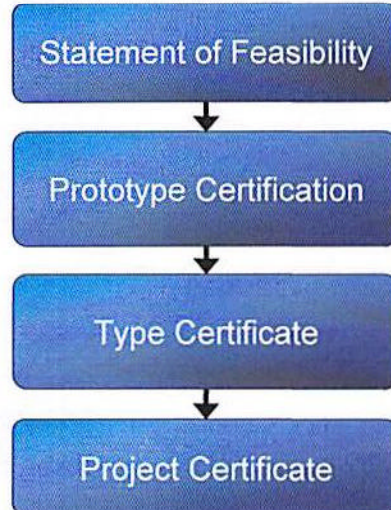 Statement of Feasibility
Prototype Certification
Type Certificate
Project Certificate